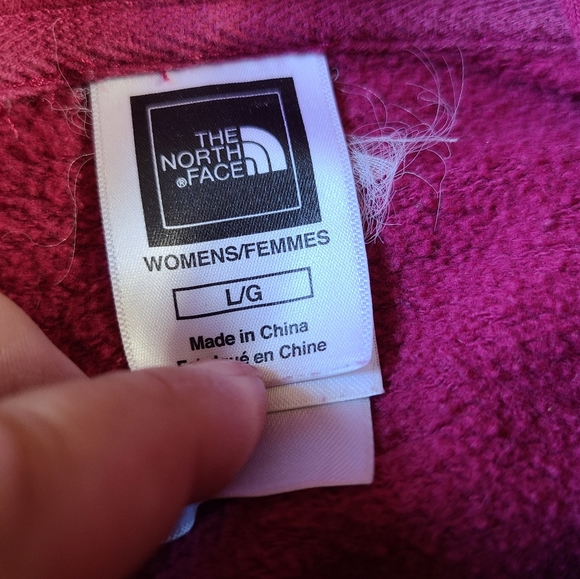 THE
NORTH
®FACE
WOMENS/FEMMES
L/G
Made in China
en Chine